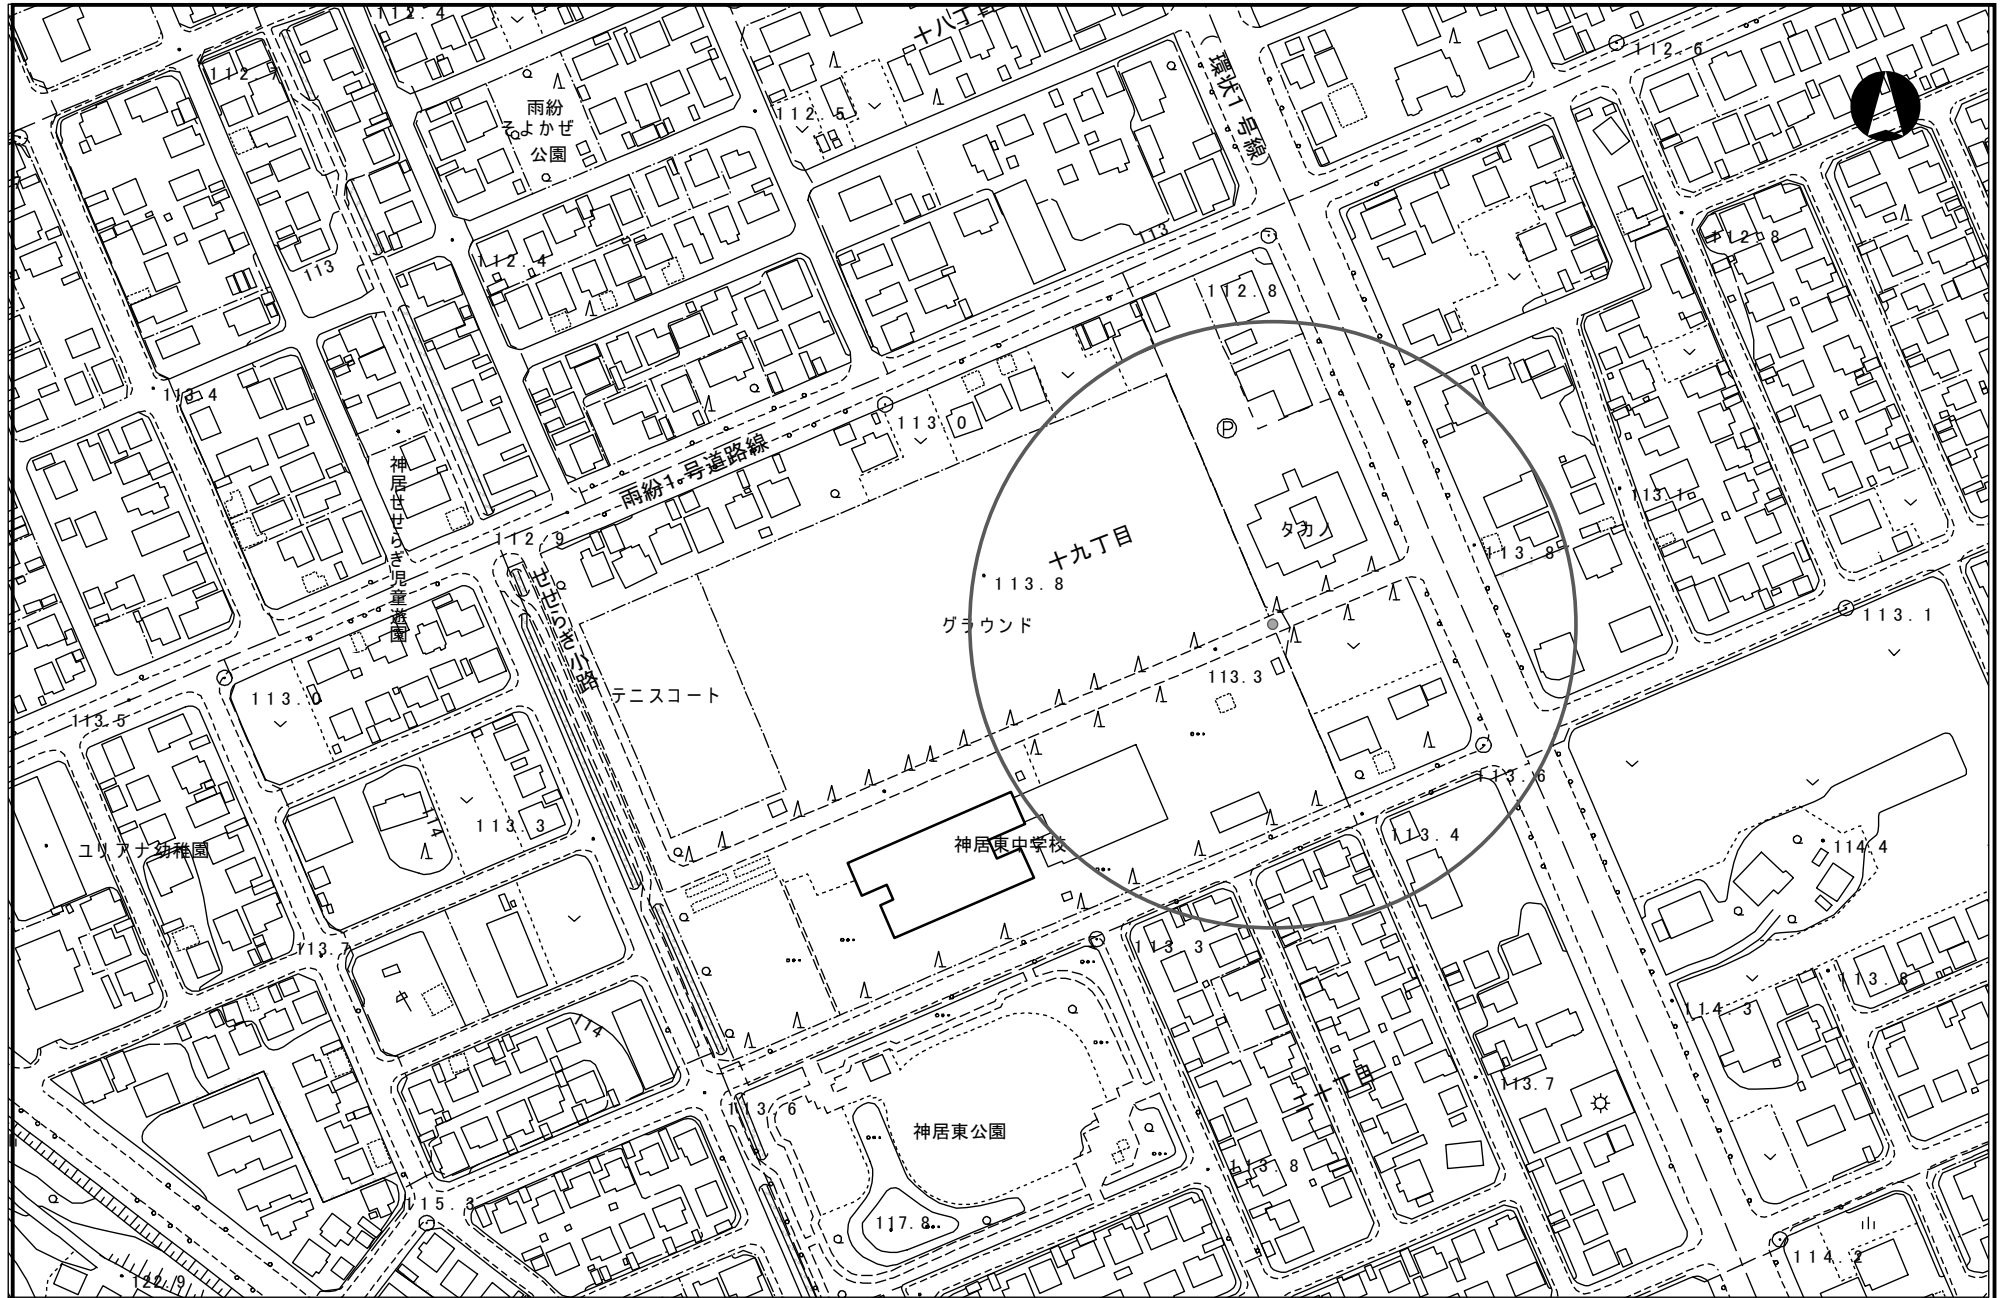 112.4
十八丁目
112.6
112.7
(環状1号線)
雨紛
そよかぜ
公園
112.5
112.8
113
113
112.4
112.8
113.4
113.0
P
雨紛1号道路線
神居せせらぎ児童遊園
113.1
タカノ
112.9
十九丁目
113.8
113.8
せせらぎ小路
グラウンド
113.1
テニスコート
113.3
113.0
113.5
113.6
114
113.3
113.4
神居東中学校
114.4
ユリアナ幼稚園
113.3
113.7
113.8
114.3
114
二十丁目
113.7
113.6
神居東公園
113.8
115.3
117.8
114.2
122.9